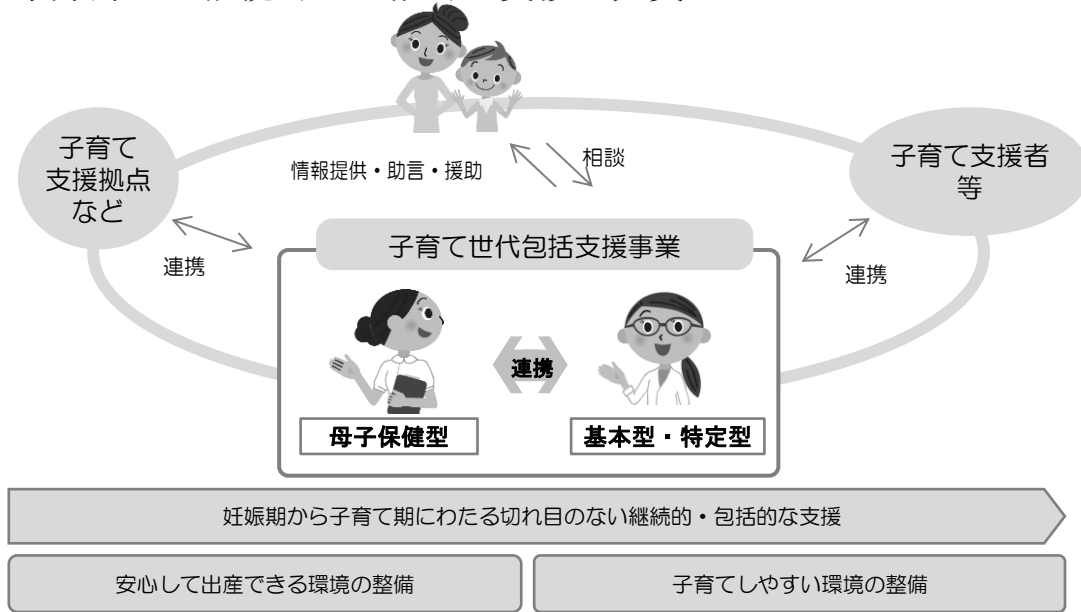 子育て
支援拠点
など
情報提供・助言・援助
相談
子育て支援者
等
連携
連携
子育て世代包括支援事業
連携
母子保健型
基本型・特定型
妊娠期から子育て期にわたる切れ目のない継続的・包括的な支援
安心して出産できる環境の整備
子育てしやすい環境の整備